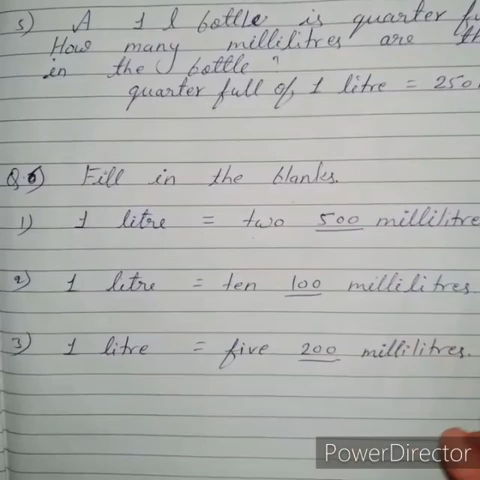 5) A 1 l bottle is quarter fu
How many millilitres are th
in the bottle?
quarter full of 1 litre = 250
Q.6) Fill in the blanks.
1) 1 litre = two 500 millilitre
2) 1 litre = ten 100 millilitres.
3) 1 litre = five 200 millilitres.
PowerDirector